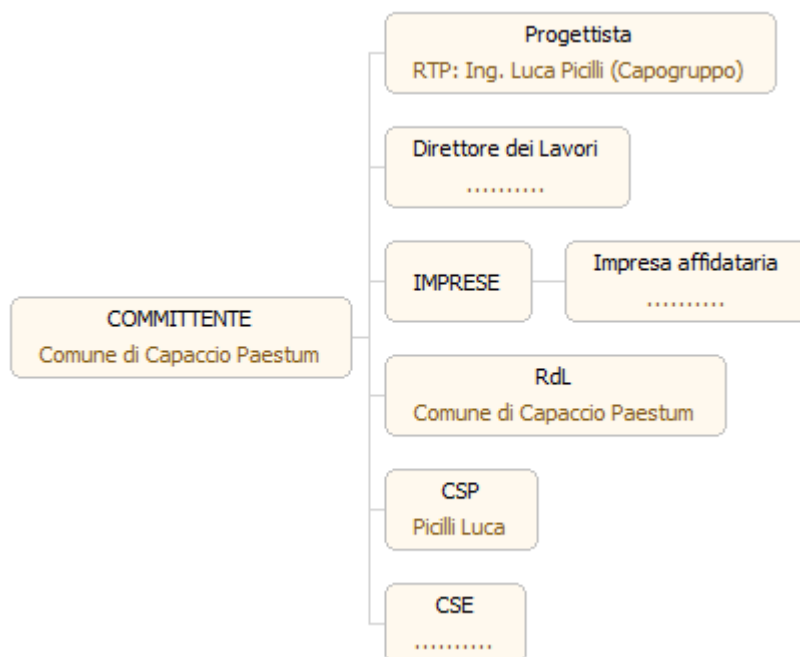 Progettista
RTP: Ing. Luca Picilli (Capogruppo)
Direttore dei Lavori
..........
IMPRESE
Impresa affidataria
..........
COMMITTENTE
Comune di Capaccio Paestum
RdL
Comune di Capaccio Paestum
CSP
Picilli Luca
CSE
..........